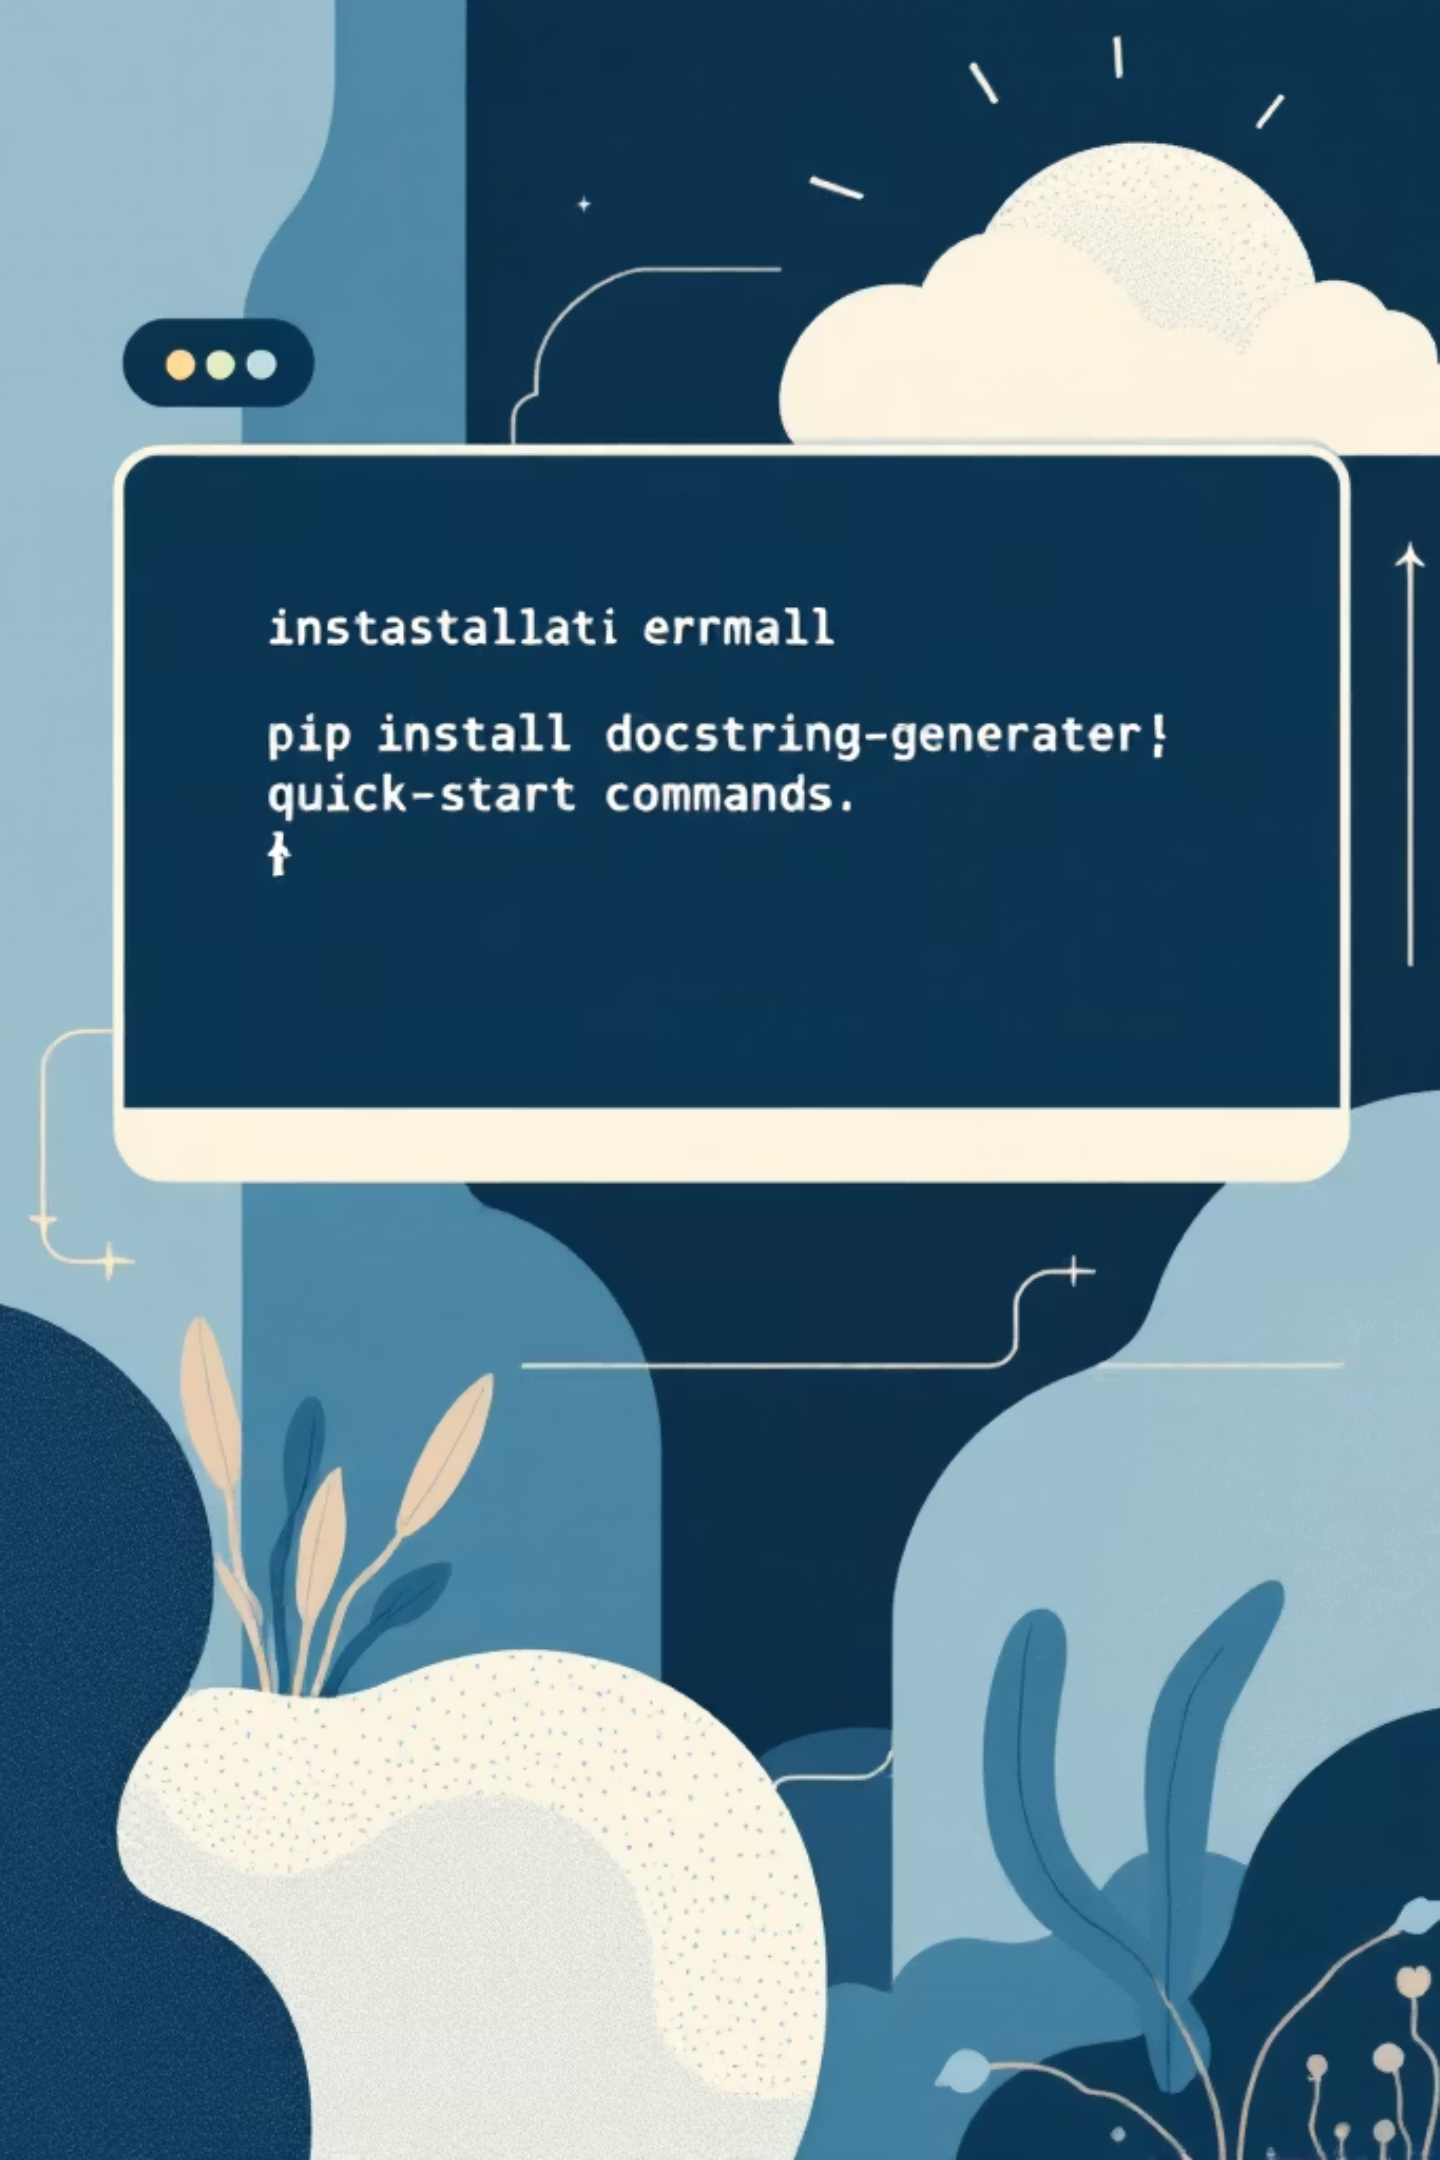 instastallati errmall
pip install docstring-generater!
quick-start commands.